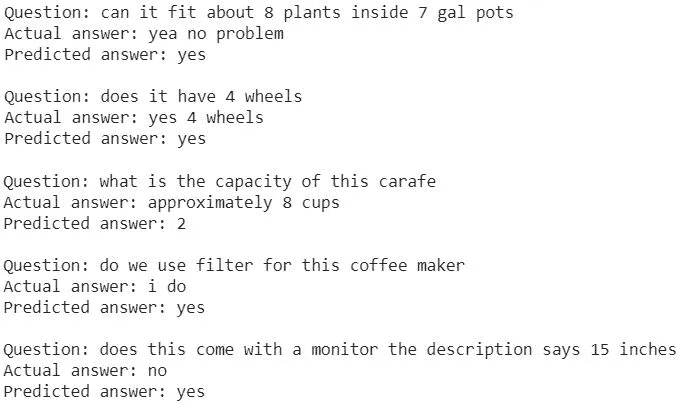 Question: can it fit about 8 plants inside 7 gal pots
Actual answer: yea no problem
Predicted answer: yes
Question: does it have 4 wheels
Actual answer: yes 4 wheels
Predicted answer: yes
Question: what is the capacity of this carafe
Actual answer: approximately 8 cups
Predicted answer: 2
Question: do we use filter for this coffee maker
Actual answer: i do
Predicted answer: yes
Question: does this come with a monitor the description says 15 inches
Actual answer: no
Predicted answer: yes